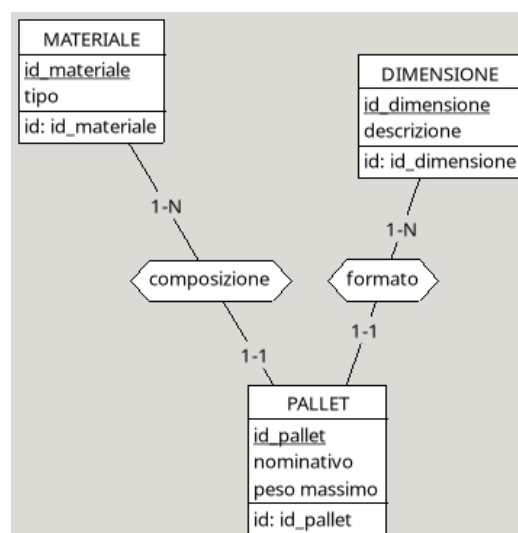 MATERIALE
id_materiale
tipo
id: id_materiale
DIMENSIONE
id_dimensione
descrizione
id: id_dimensione
1-N
1-N
composizione
formato
1-1
1-1
PALLET
id_pallet
nominativo
peso massimo
id: id_pallet